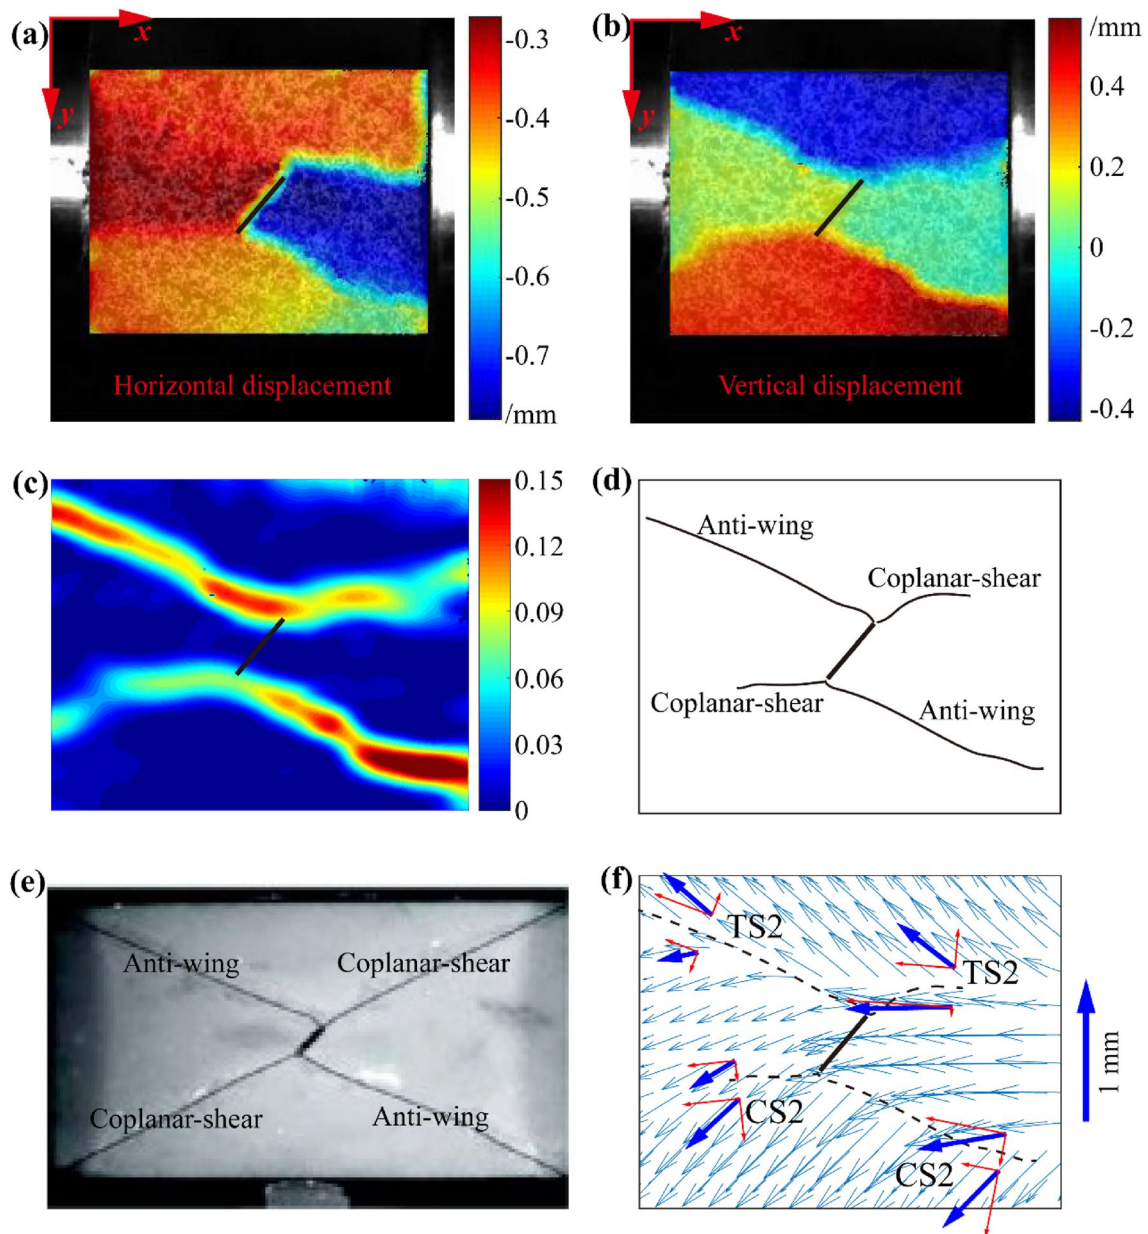 (a)
x
y
-0.3
-0.4
-0.5
-0.6
-0.7
/mm
Horizontal displacement
(b)
x
y
/mm
0.4
0.2
0
-0.2
-0.4
Vertical displacement
(c)
0.15
0.12
0.09
0.06
0.03
0
(d)
Anti-wing
Coplanar-shear
Coplanar-shear
Anti-wing
(e)
Anti-wing
Coplanar-shear
Coplanar-shear
Anti-wing
(f)
TS2
TS2
CS2
CS2
1 mm